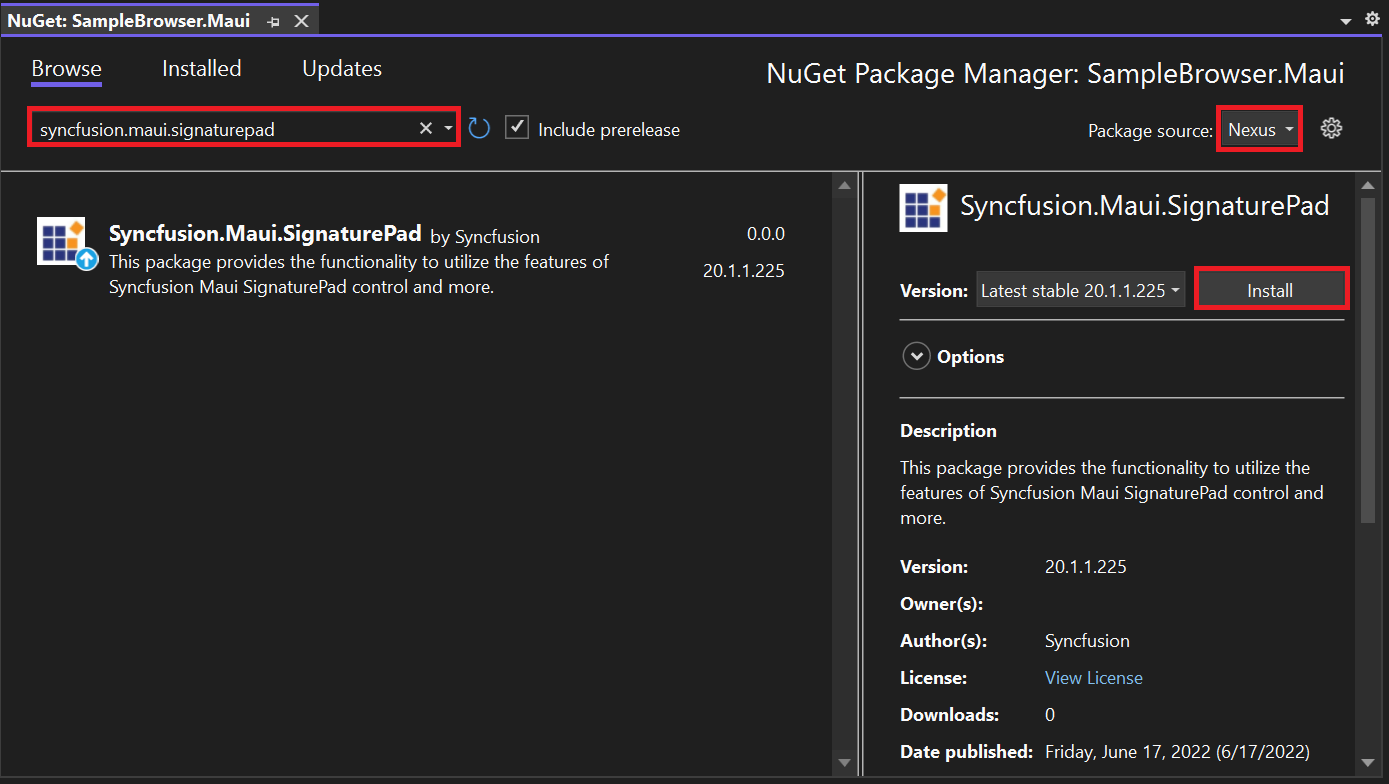 NuGet: SampleBrowser.Maui
Browse Installed Updates
NuGet Package Manager: SampleBrowser.Maui
syncfusion.maui.signaturepad
Include prerelease
Package source: Nexus
Syncfusion.Maui.SignaturePad by Syncfusion
0.0.0
This package provides the functionality to utilize the features of
Syncfusion Maui SignaturePad control and more.
20.1.1.225
Syncfusion.Maui.SignaturePad
Version: Latest stable 20.1.1.225 Install
Options
Description
This package provides the functionality to utilize the
features of Syncfusion Maui SignaturePad control and
more.
Version: 20.1.1.225
Owner(s):
Author(s): Syncfusion
License: View License
Downloads: 0
Date published: Friday, June 17, 2022 (6/17/2022)